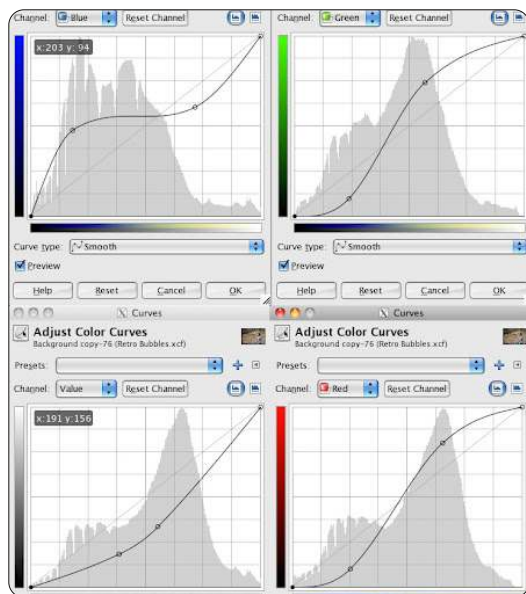 Channel: Blue Reset Channel
Channel: Green Reset Channel
x:203 y: 94
Curve type: Smooth
Curve type: Smooth
Preview
Preview
Help Reset Cancel OK
Help Reset Cancel OK
X Curves
X Curves
Adjust Color Curves
Background copy-76 (Retro Bubbles.xcf)
Adjust Color Curves
Background copy-76 (Retro Bubbles.xcf)
Presets:
Presets:
Channel: Value Reset Channel
Channel: Red Reset Channel
x:191 y:156